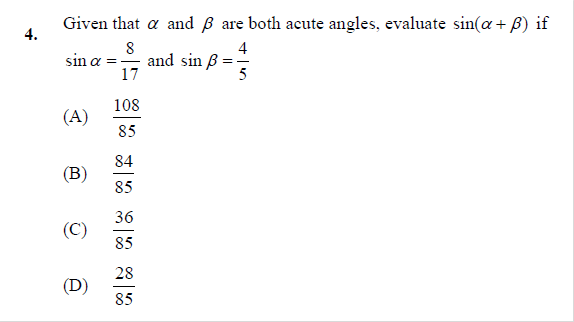 4. Given that α and β are both acute angles, evaluate sin(α + β) if
sin α = 8/17 and sin β = 4/5
(A) 108/85
(B) 84/85
(C) 36/85
(D) 28/85